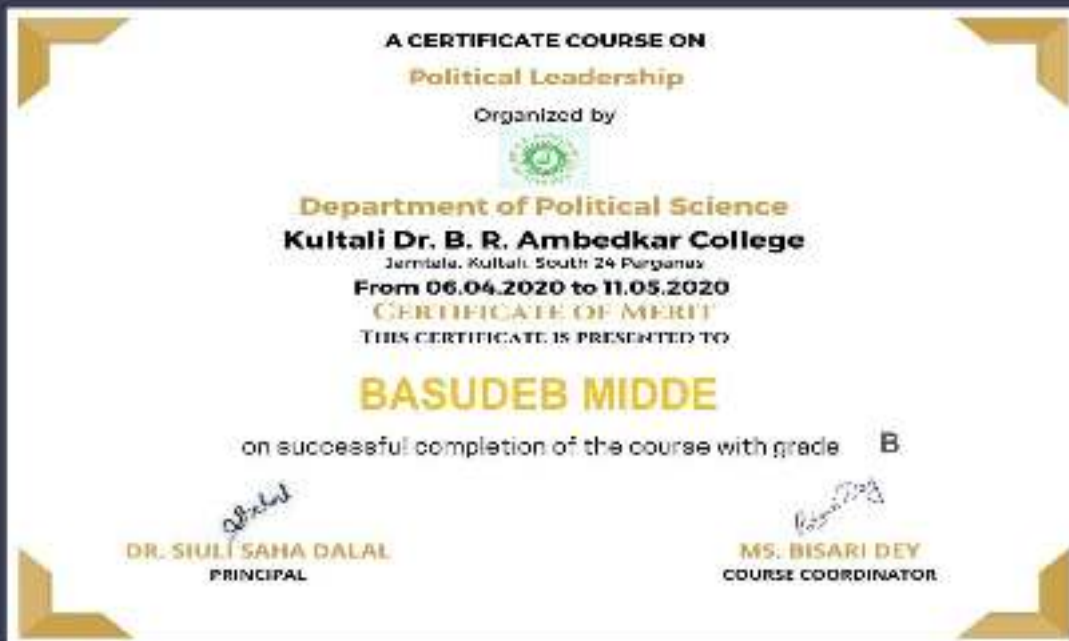 A CERTIFICATE COURSE ON
Political Leadership
Organized by
Department of Political Science
Kultali Dr. B. R. Ambedkar College
Jamtala, Kultali, South 24 Parganas
From 06.04.2020 to 11.05.2020
CERTIFICATE OF MERIT
THIS CERTIFICATE IS PRESENTED TO
BASUDEB MIDDE
on successful completion of the course with grade B
DR. SIULI SAHA DALAL
PRINCIPAL
MS. BISARI DEY
COURSE COORDINATOR